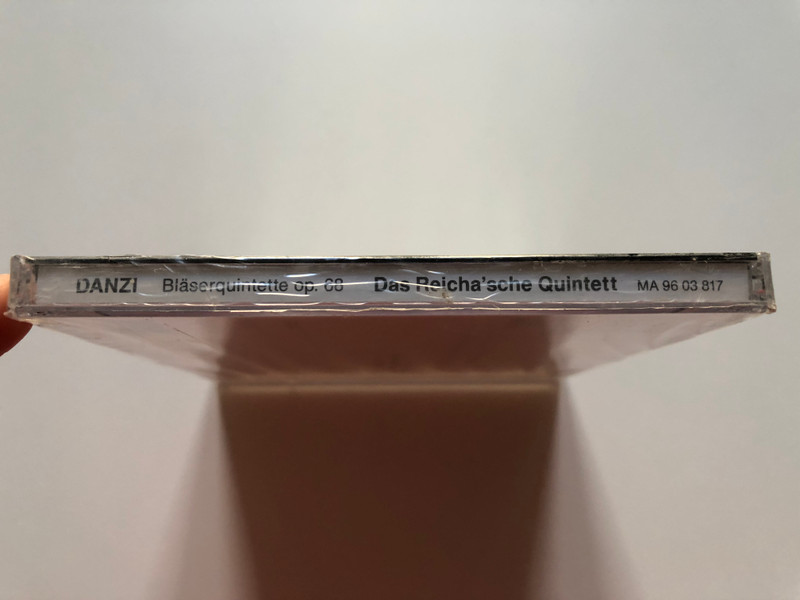 DANZI Bläserquintette op. 68 Das Reicha'sche Quintett MA 96 03 817